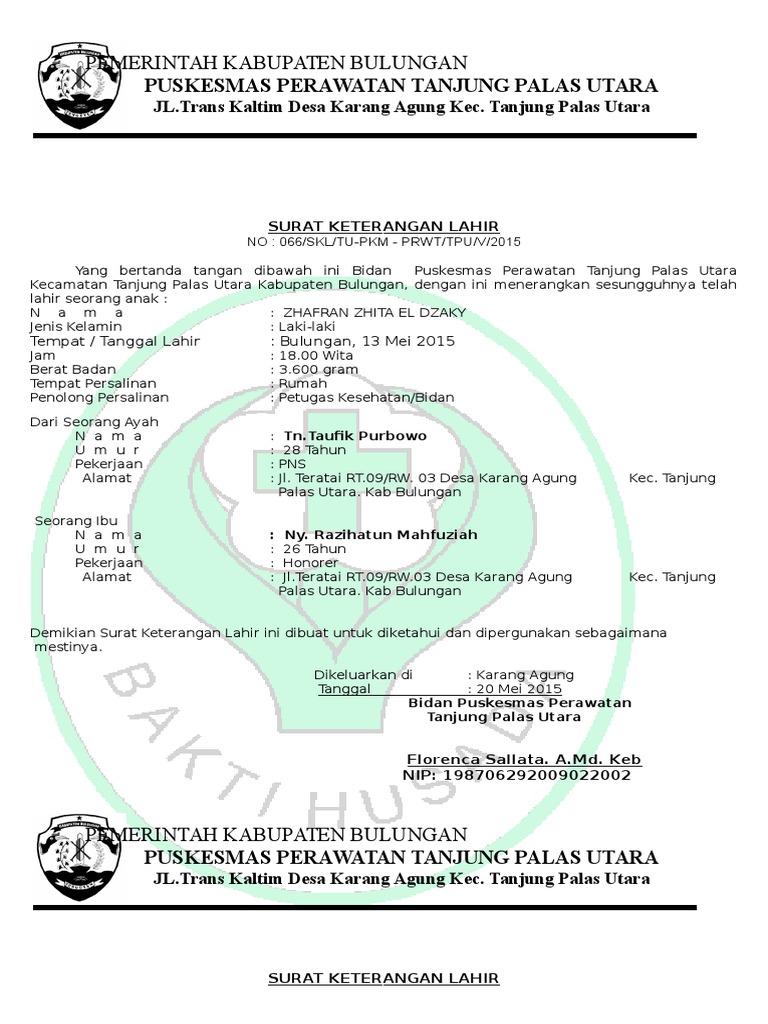 PEMERINTAH KABUPATEN BULUNGAN
PUSKESMAS PERAWATAN TANJUNG PALAS UTARA
JL.Trans Kaltim Desa Karang Agung Kec. Tanjung Palas Utara
SURAT KETERANGAN LAHIR
NO : 066/SKL/TU-PKM - PRWT/TPU/V/2015
Yang bertanda tangan dibawah ini Bidan Puskesmas Perawatan Tanjung Palas Utara
Kecamatan Tanjung Palas Utara Kabupaten Bulungan, dengan ini menerangkan sesungguhnya telah
lahir seorang anak :
N a m a : ZHAFRAN ZHITA EL DZAKY
Jenis Kelamin : Laki-laki
Tempat / Tanggal Lahir : Bulungan, 13 Mei 2015
Jam : 18.00 Wita
Berat Badan : 3.600 gram
Tempat Persalinan : Rumah
Penolong Persalinan : Petugas Kesehatan/Bidan
Dari Seorang Ayah
N a m a : Tn.Taufik Purbowo
U m u r : 28 Tahun
Pekerjaan : PNS
Alamat : Jl. Teratai RT.09/RW. 03 Desa Karang Agung Kec. Tanjung
Palas Utara. Kab Bulungan
Seorang Ibu
N a m a : Ny. Razihatun Mahfuziah
U m u r : 26 Tahun
Pekerjaan : Honorer
Alamat : Jl.Teratai RT.09/RW.03 Desa Karang Agung Kec. Tanjung
Palas Utara. Kab Bulungan
Demikian Surat Keterangan Lahir ini dibuat untuk diketahui dan dipergunakan sebagaimana
mestinya.
Dikeluarkan di : Karang Agung
Tanggal : 20 Mei 2015
Bidan Puskesmas Perawatan
Tanjung Palas Utara
Florenca Sallata. A.Md. Keb
NIP: 198706292009022002
BAKTI HUSADA
PEMERINTAH KABUPATEN BULUNGAN
PUSKESMAS PERAWATAN TANJUNG PALAS UTARA
JL.Trans Kaltim Desa Karang Agung Kec. Tanjung Palas Utara
SURAT KETERANGAN LAHIR